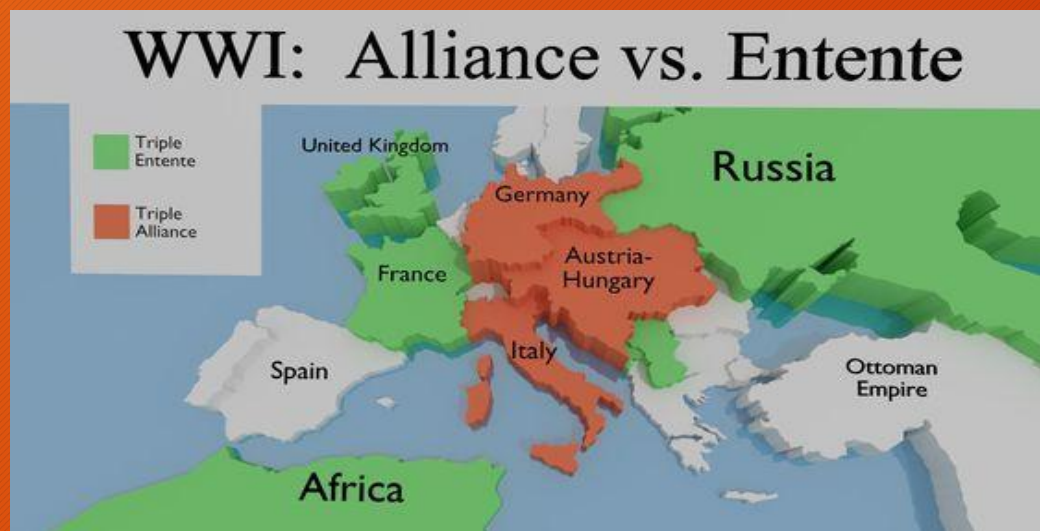 WWI: Alliance vs. Entente
Triple
Entente
Triple
Alliance
United Kingdom
Russia
Germany
Austria-
Hungary
France
Italy
Spain
Ottoman
Empire
Africa